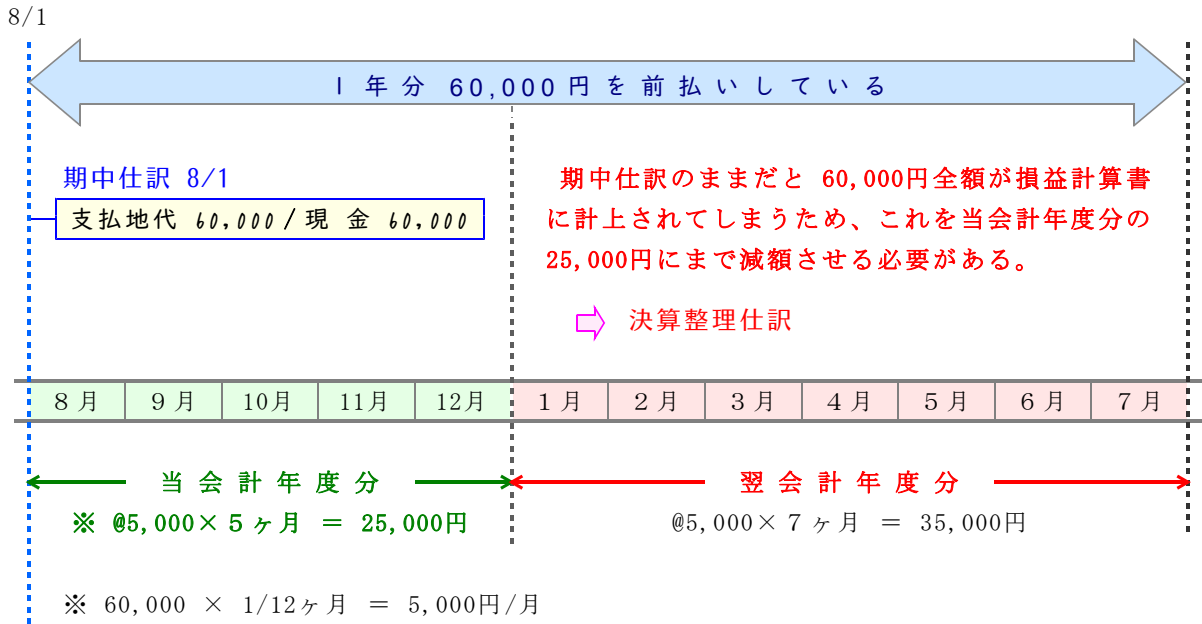 8/1
1年分 60,000円を前払いしている
期中仕訳 8/1
支払地代 60,000 / 現 金 60,000
期中仕訳のままだと 60,000円全額が損益計算書
に計上されてしまうため、これを当会計年度分の
25,000円にまで減額させる必要がある。
決算整理仕訳
8月 9月 10月 11月 12月 1月 2月 3月 4月 5月 6月 7月
当会計年度分
※ @5,000×5ヶ月 = 25,000円
翌会計年度分
@5,000×7ヶ月 = 35,000円
※ 60,000 × 1/12ヶ月 = 5,000円/月